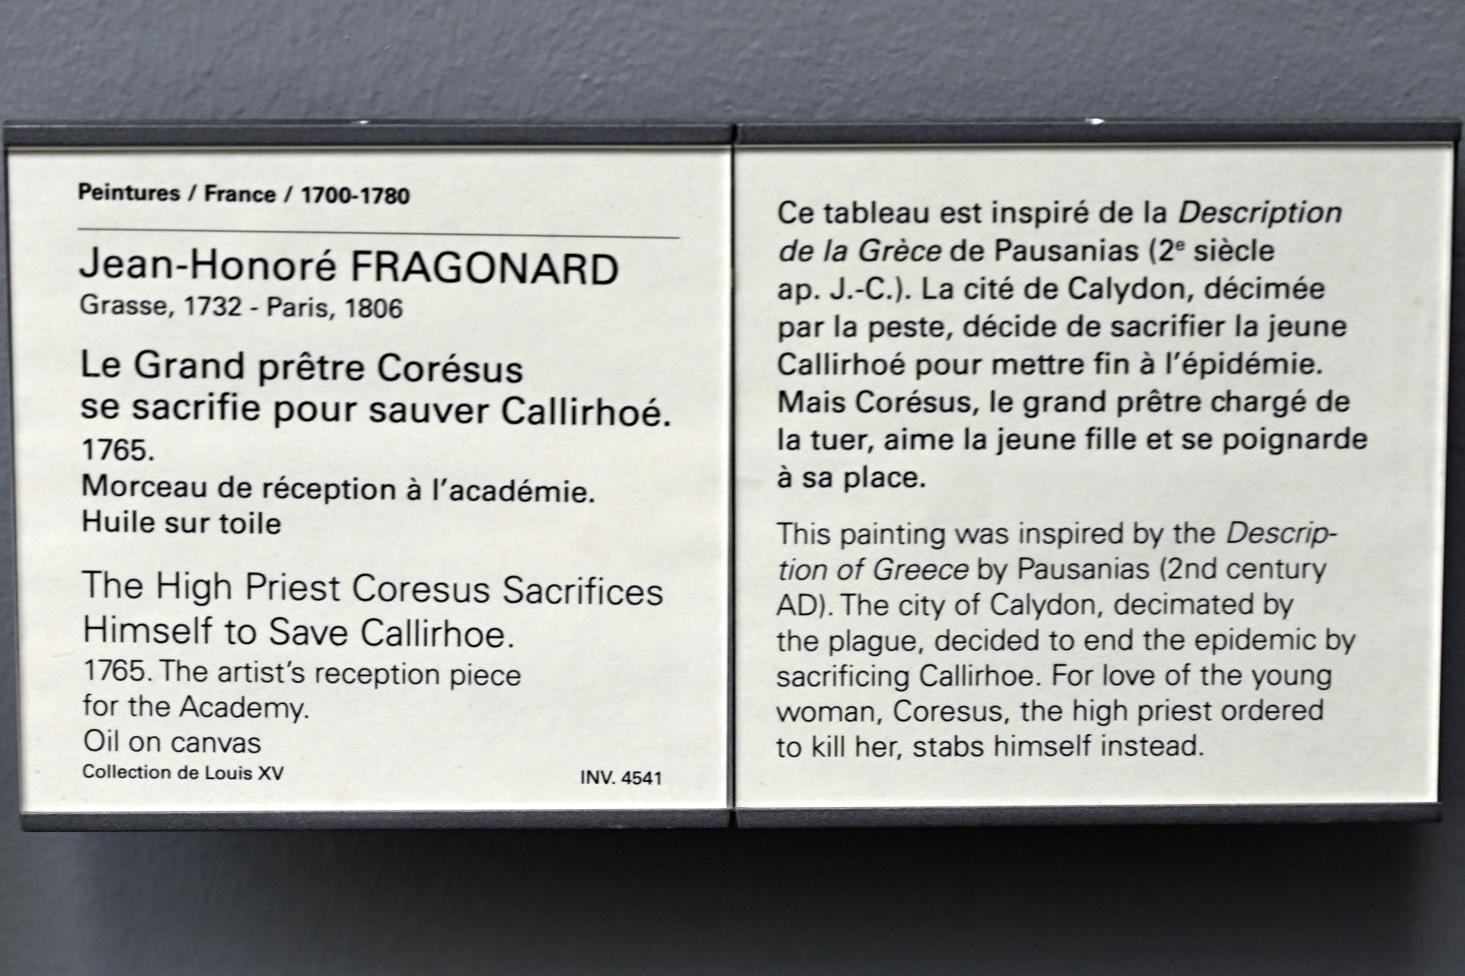 Peintures / France / 1700-1780
Jean-Honoré FRAGONARD
Grasse, 1732 - Paris, 1806
Le Grand prêtre Corésus
se sacrifie pour sauver Callirhoé.
1765.
Morceau de réception à l'académie.
Huile sur toile
The High Priest Coresus Sacrifices
Himself to Save Callirhoe.
1765. The artist's reception piece
for the Academy.
Oil on canvas
Collection de Louis XV
INV. 4541
Ce tableau est inspiré de la Description
de la Grèce de Pausanias (2e siècle
ap. J.-C.). La cité de Calydon, décimée
par la peste, décide de sacrifier la jeune
Callirhoé pour mettre fin à l'épidémie.
Mais Corésus, le grand prêtre chargé de
la tuer, aime la jeune fille et se poignarde
à sa place.
This painting was inspired by the Descrip-
tion of Greece by Pausanias (2nd century
AD). The city of Calydon, decimated by
the plague, decided to end the epidemic by
sacrificing Callirhoe. For love of the young
woman, Coresus, the high priest ordered
to kill her, stabs himself instead.